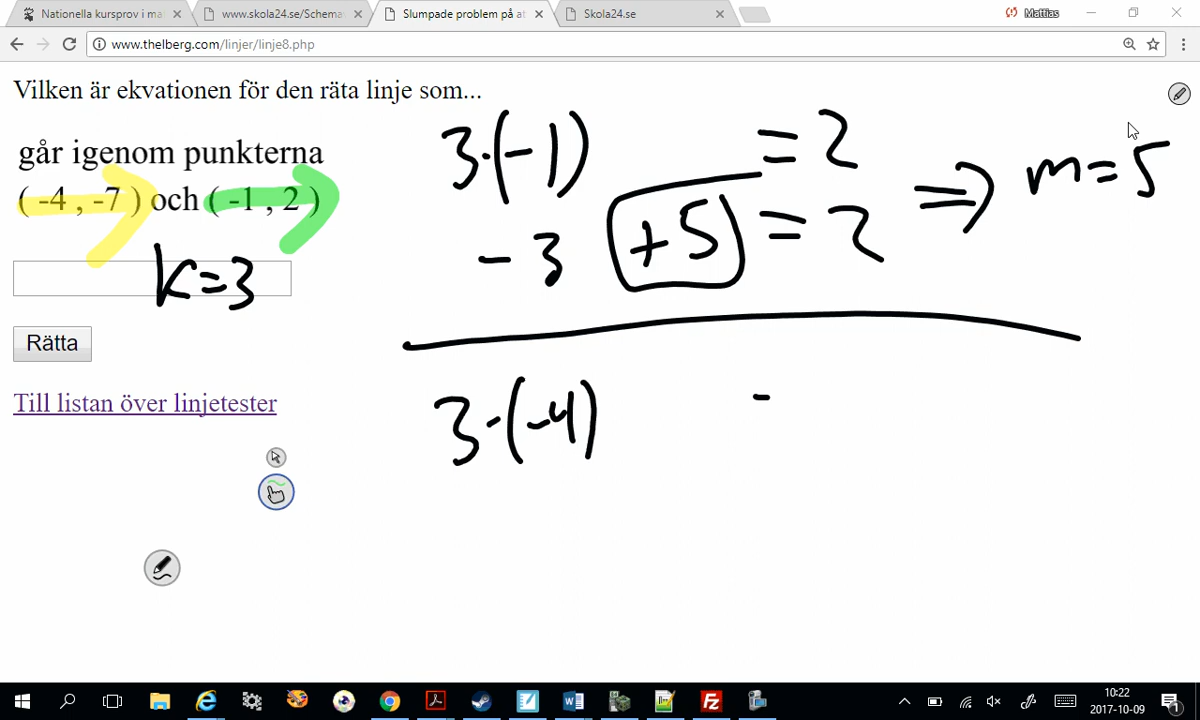 Nationella kursprov i ma
www.skola24.se/Schema
Slumpade problem på at
Skola24.se
Mattias
www.thelberg.com/linjer/linje8.php
Vilken är ekvationen för den räta linje som...
går igenom punkterna
( -4 , -7 ) och ( -1 , 2 )
k=3
Rätta
Till listan över linjetester
3·(-1) = 2
-3 +5 = 2 ⇒ m=5
3·(-4) -
10:22
2017-10-09
1